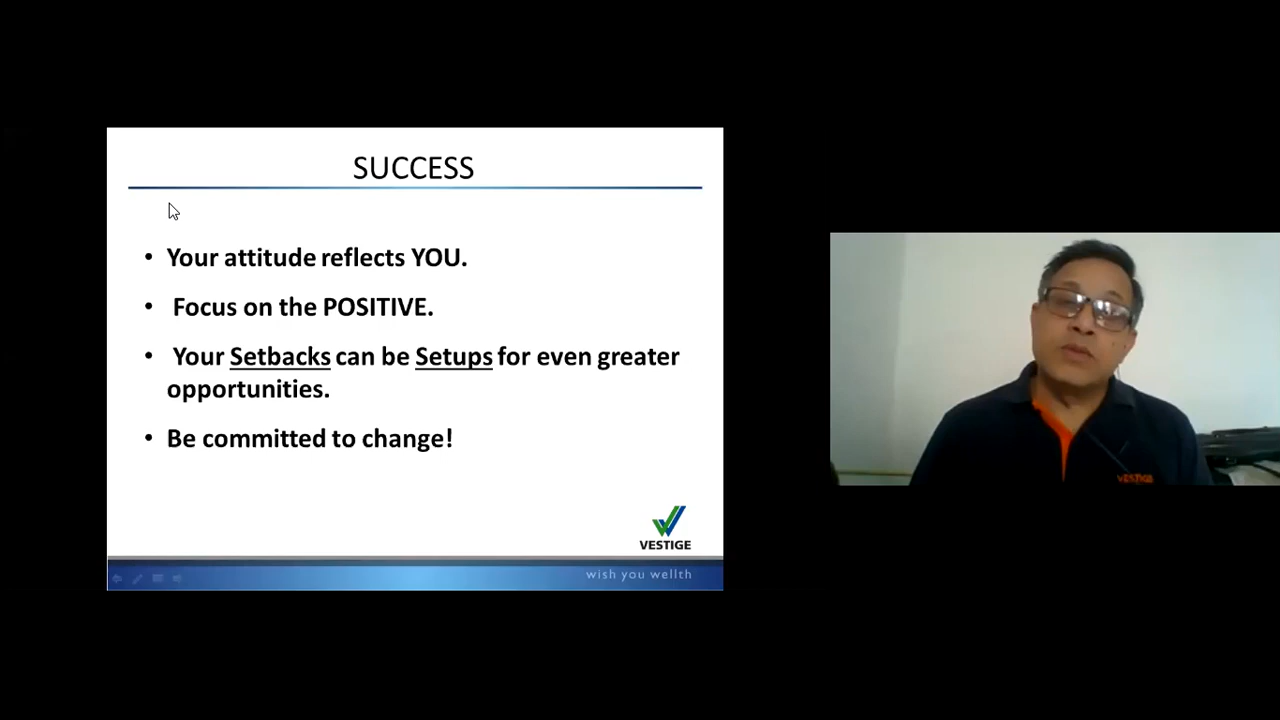 SUCCESS
• Your attitude reflects YOU.
• Focus on the POSITIVE.
• Your Setbacks can be Setups for even greater
opportunities.
• Be committed to change!
VESTIGE
wish you wellth
VESTIGE